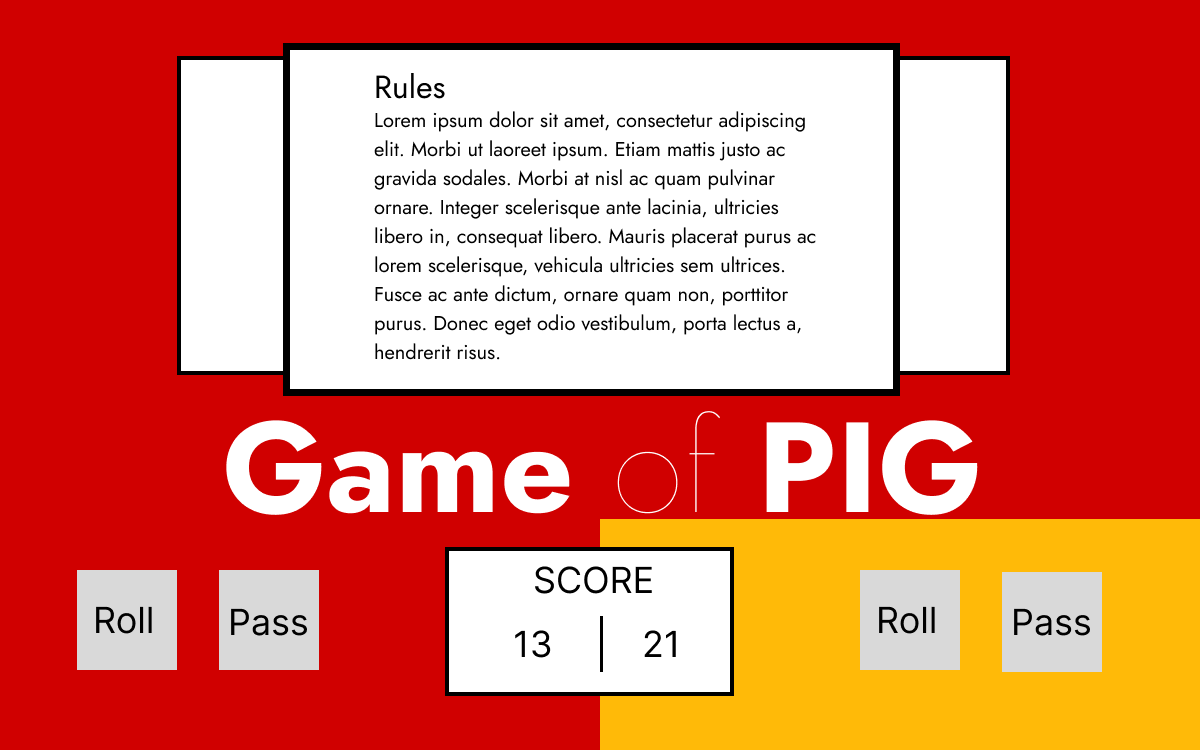 Rules
Lorem ipsum dolor sit amet, consectetur adipiscing
elit. Morbi ut laoreet ipsum. Etiam mattis justo ac
gravida sodales. Morbi at nisl ac quam pulvinar
ornare. Integer scelerisque ante lacinia, ultricies
libero in, consequat libero. Mauris placerat purus ac
lorem scelerisque, vehicula ultricies sem ultrices.
Fusce ac ante dictum, ornare quam non, porttitor
purus. Donec eget odio vestibulum, porta lectus a,
hendrerit risus.
Game of PIG
SCORE
Roll Pass 13 | 21 Roll Pass